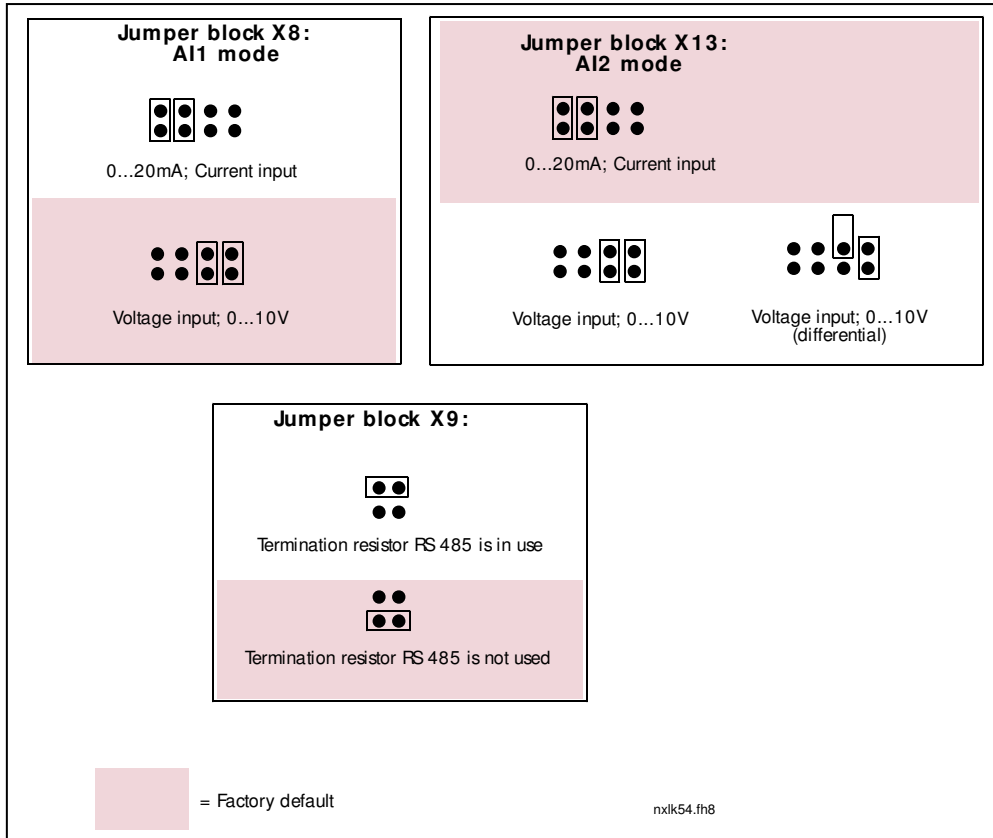 Jumper block X8:
AI1 mode
0...20mA; Current input
Voltage input; 0...10V
Jumper block X13:
AI2 mode
0...20mA; Current input
Voltage input; 0...10V
Voltage input; 0...10V
(differential)
Jumper block X9:
Termination resistor RS 485 is in use
Termination resistor RS 485 is not used
= Factory default
nxlk54.fh8